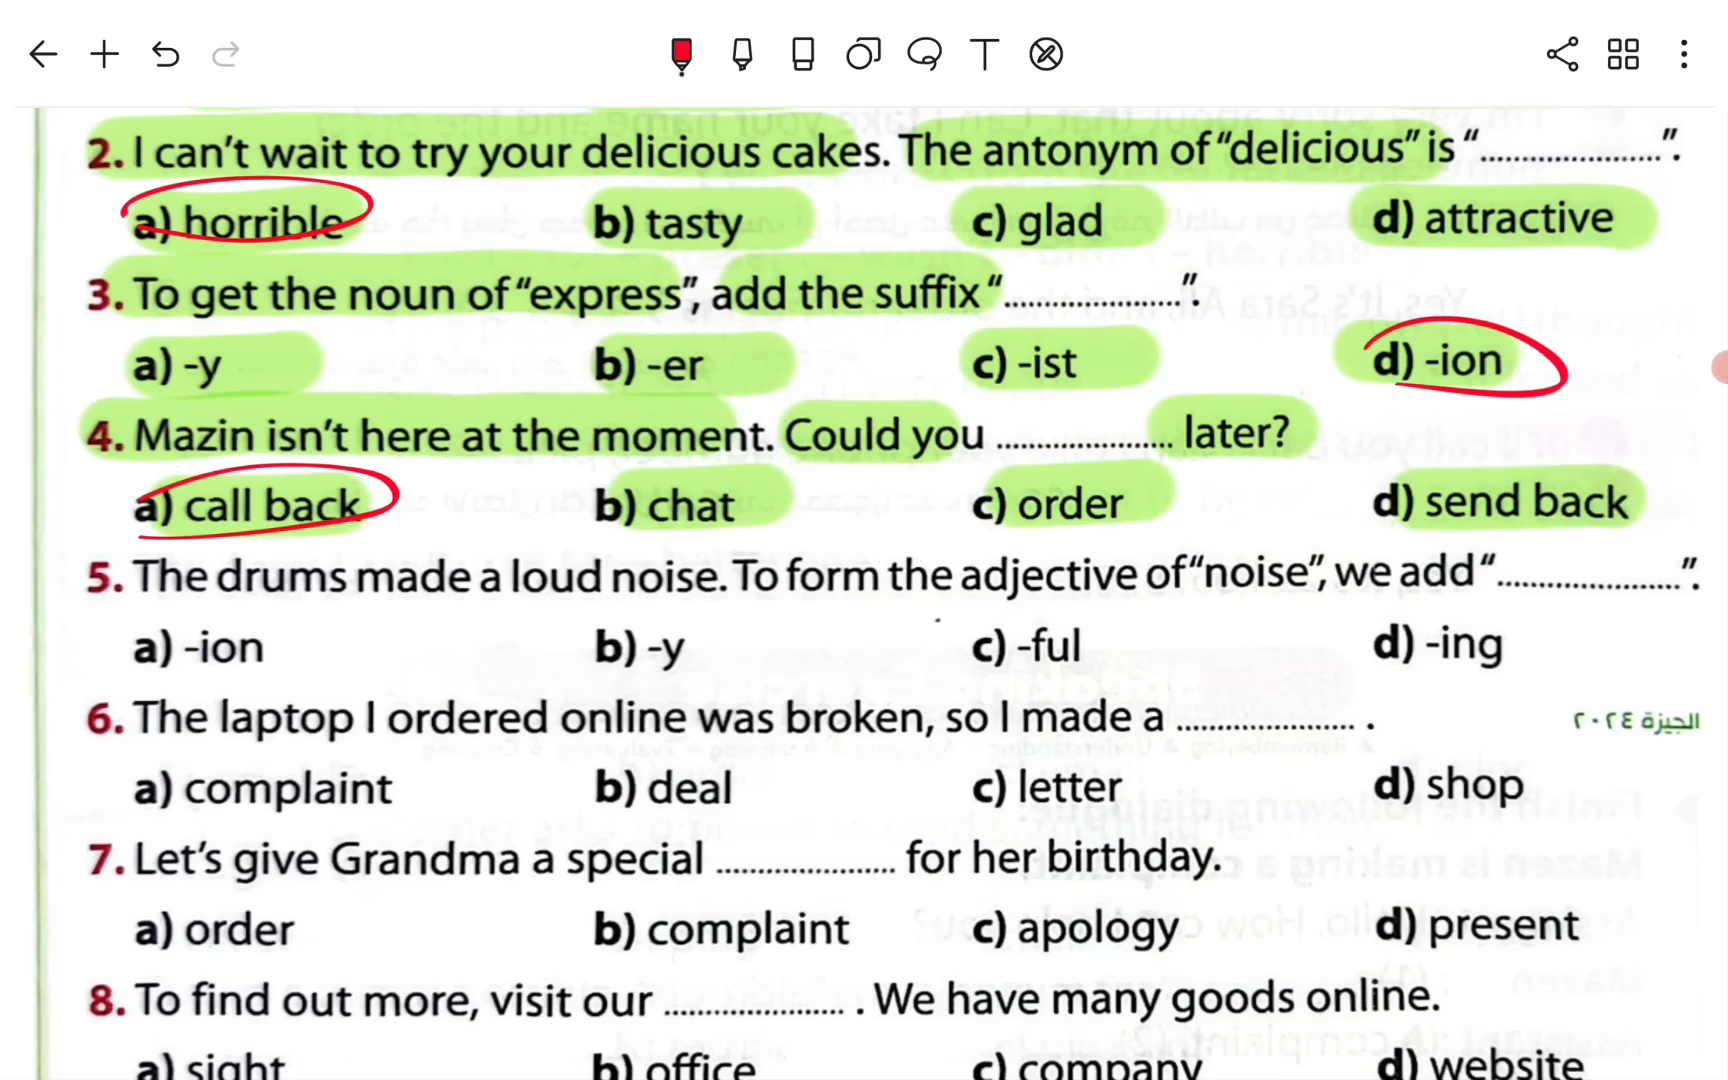 2. I can't wait to try your delicious cakes. The antonym of "delicious" is "....................".
a) horrible b) tasty c) glad d) attractive
3. To get the noun of "express", add the suffix "....................".
a) -y b) -er c) -ist d) -ion
4. Mazin isn't here at the moment. Could you .................... later?
a) call back b) chat c) order d) send back
5. The drums made a loud noise. To form the adjective of "noise", we add "....................".
a) -ion b) -y c) -ful d) -ing
6. The laptop I ordered online was broken, so I made a .................... . الجيزة ٢٠٢٤
a) complaint b) deal c) letter d) shop
7. Let's give Grandma a special .................... for her birthday.
a) order b) complaint c) apology d) present
8. To find out more, visit our .................... . We have many goods online.
a) sight b) office c) company d) website